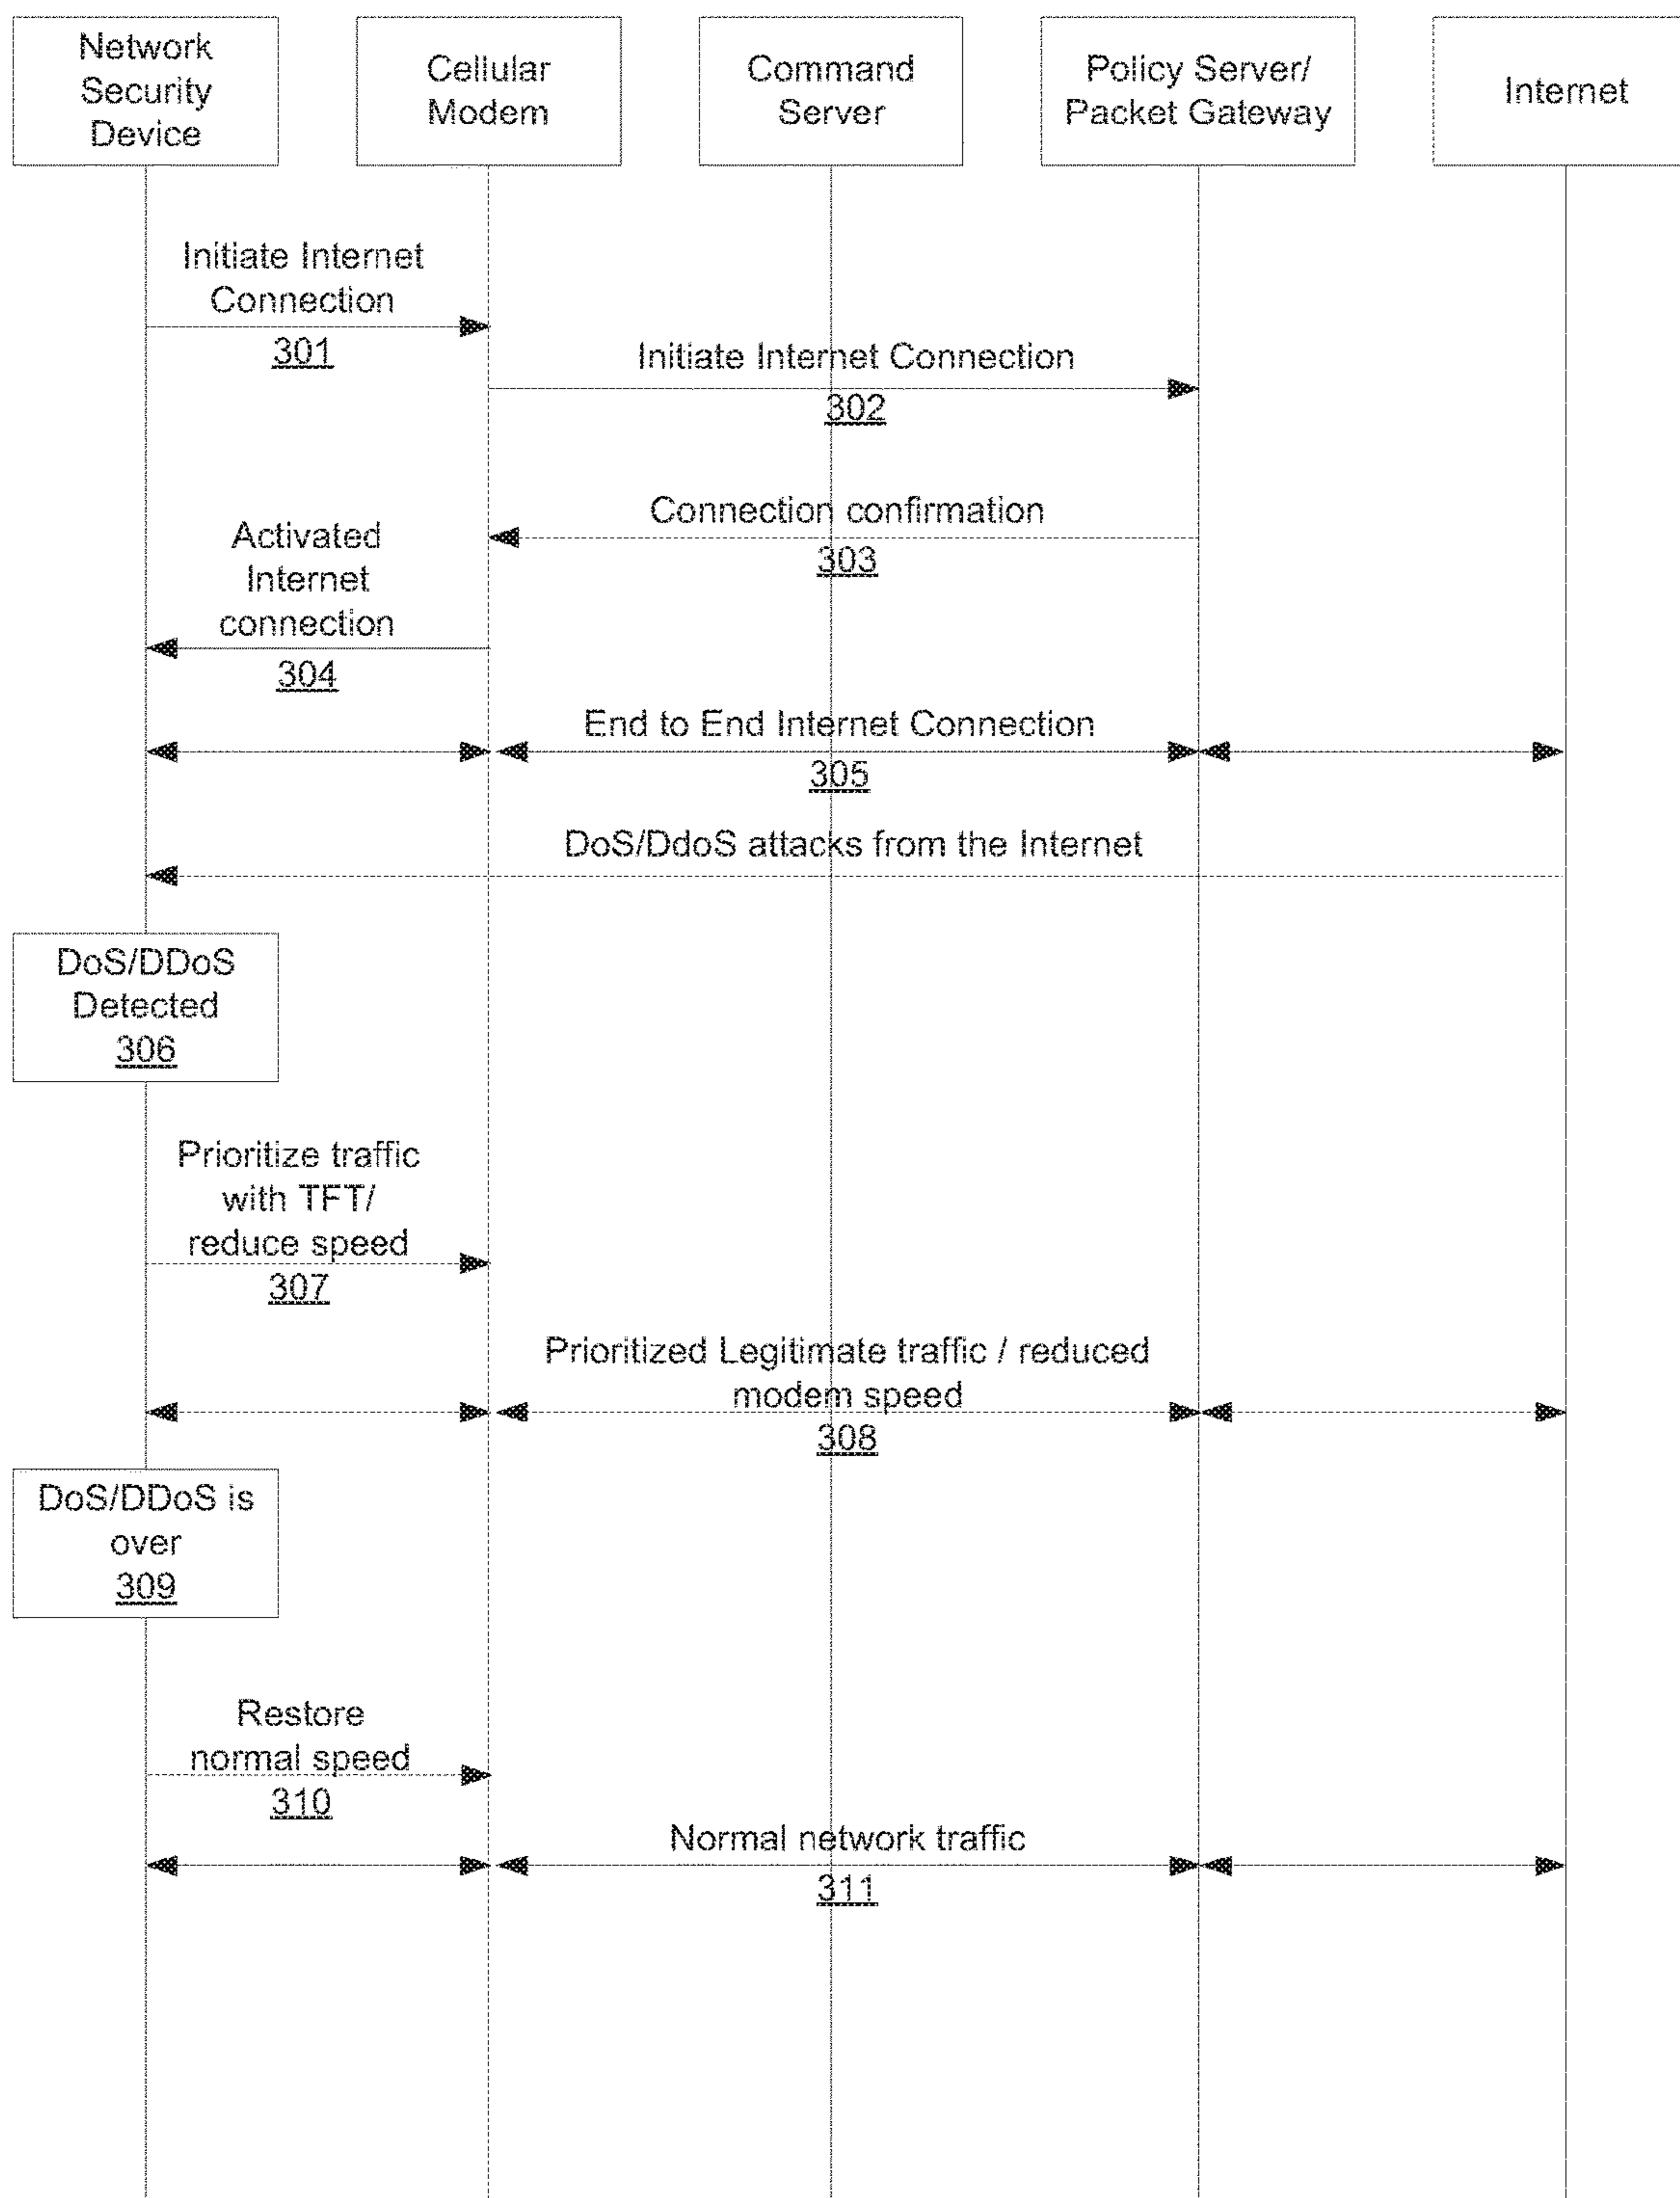 Network
Security
Device
Cellular
Modem
Command
Server
Policy Server/
Packet Gateway
Internet
Initiate Internet
Connection
301
Initiate Internet Connection
302
Connection confirmation
303
Activated
Internet
connection
304
End to End Internet Connection
305
DoS/DdoS attacks from the Internet
DoS/DDoS
Detected
306
Prioritize traffic
with TFT/
reduce speed
307
Prioritized Legitimate traffic / reduced
modem speed
308
DoS/DDoS is
over
309
Restore
normal speed
310
Normal network traffic
311